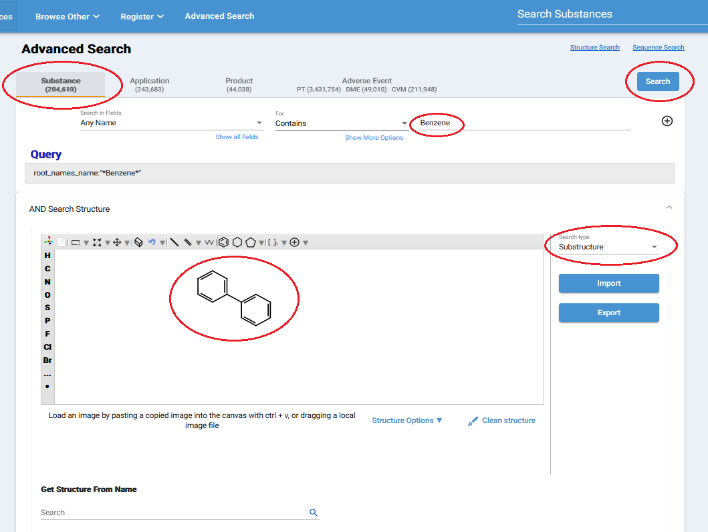 ces Browse Other Register Advanced Search Search Substances
Advanced Search Structure Search Sequence Search
Substance Application Product Adverse Event
(204,610) (243,683) (44,038) PT (3,431,754) DME (49,010) CVM (211,948)
Search
Search in Fields For
Any Name Contains Benzene
Show all fields Show More Options
Query
root_names_name:"*Benzene*"
AND Search Structure
Search type
Substructure
H
C
N
O
S
P
F
Cl
Br
...
Import
Export
Load an image by pasting a copied image into the canvas with ctrl + v, or dragging a local
image file
Structure Options ▼ Clean structure
Get Structure From Name
Search